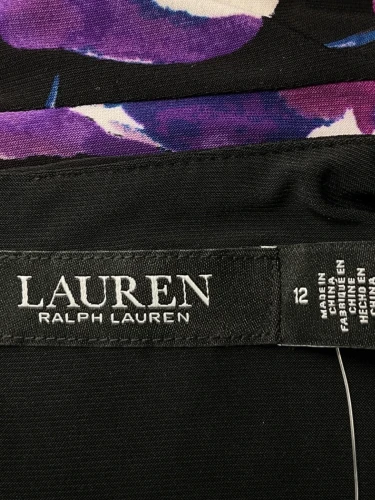 LAUREN
RALPH LAUREN
12
MADE IN
CHINA
FABRIQUÉ EN
CHINE
HECHO EN
CHINA